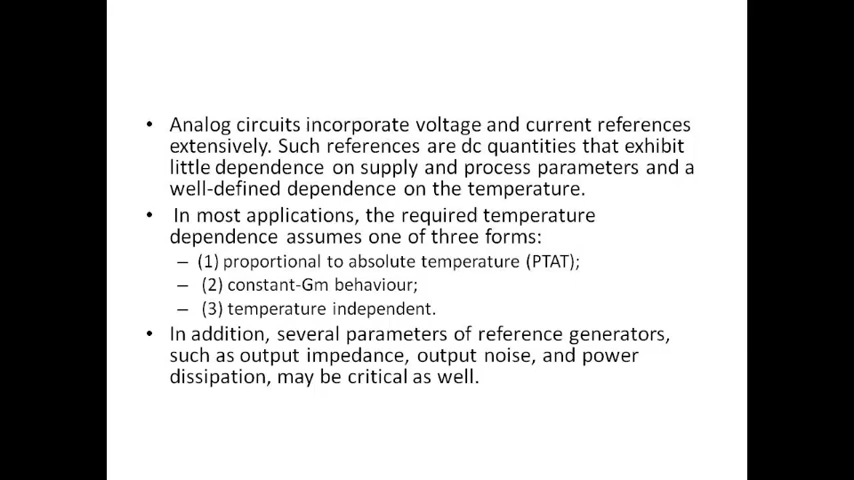 • Analog circuits incorporate voltage and current references
extensively. Such references are dc quantities that exhibit
little dependence on supply and process parameters and a
well-defined dependence on the temperature.
• In most applications, the required temperature
dependence assumes one of three forms:
– (1) proportional to absolute temperature (PTAT);
– (2) constant-Gm behaviour;
– (3) temperature independent.
• In addition, several parameters of reference generators,
such as output impedance, output noise, and power
dissipation, may be critical as well.